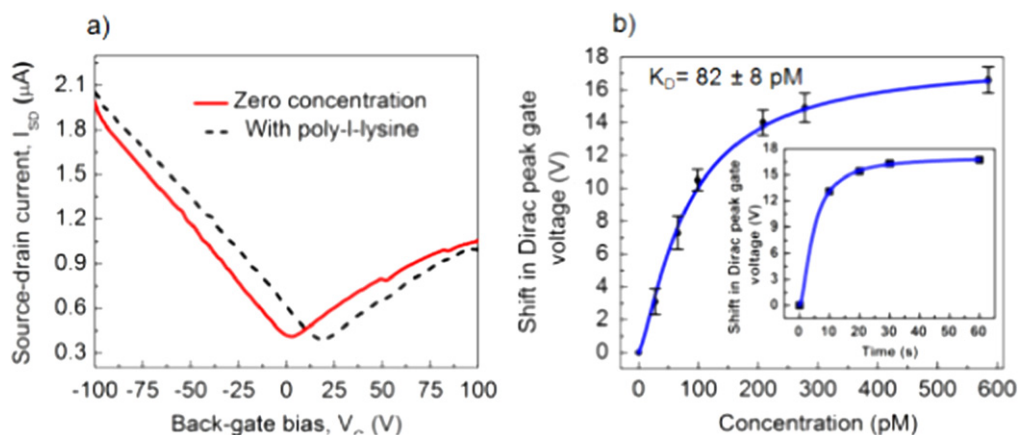 a)
Source-drain current, I_SD (μA)
2.1
1.8
1.5
1.2
0.9
0.6
0.3
Zero concentration
With poly-l-lysine
-100 -75 -50 -25 0 25 50 75 100
Back-gate bias, V_G (V)
b)
Shift in Dirac peak gate
voltage (V)
18
16
14
12
10
8
6
4
2
0
K_D= 82 ± 8 pM
0 100 200 300 400 500 600
Concentration (pM)
Shift in Dirac peak gate
voltage (V)
18
15
12
9
6
3
0
0 10 20 30 40 50 60
Time (s)